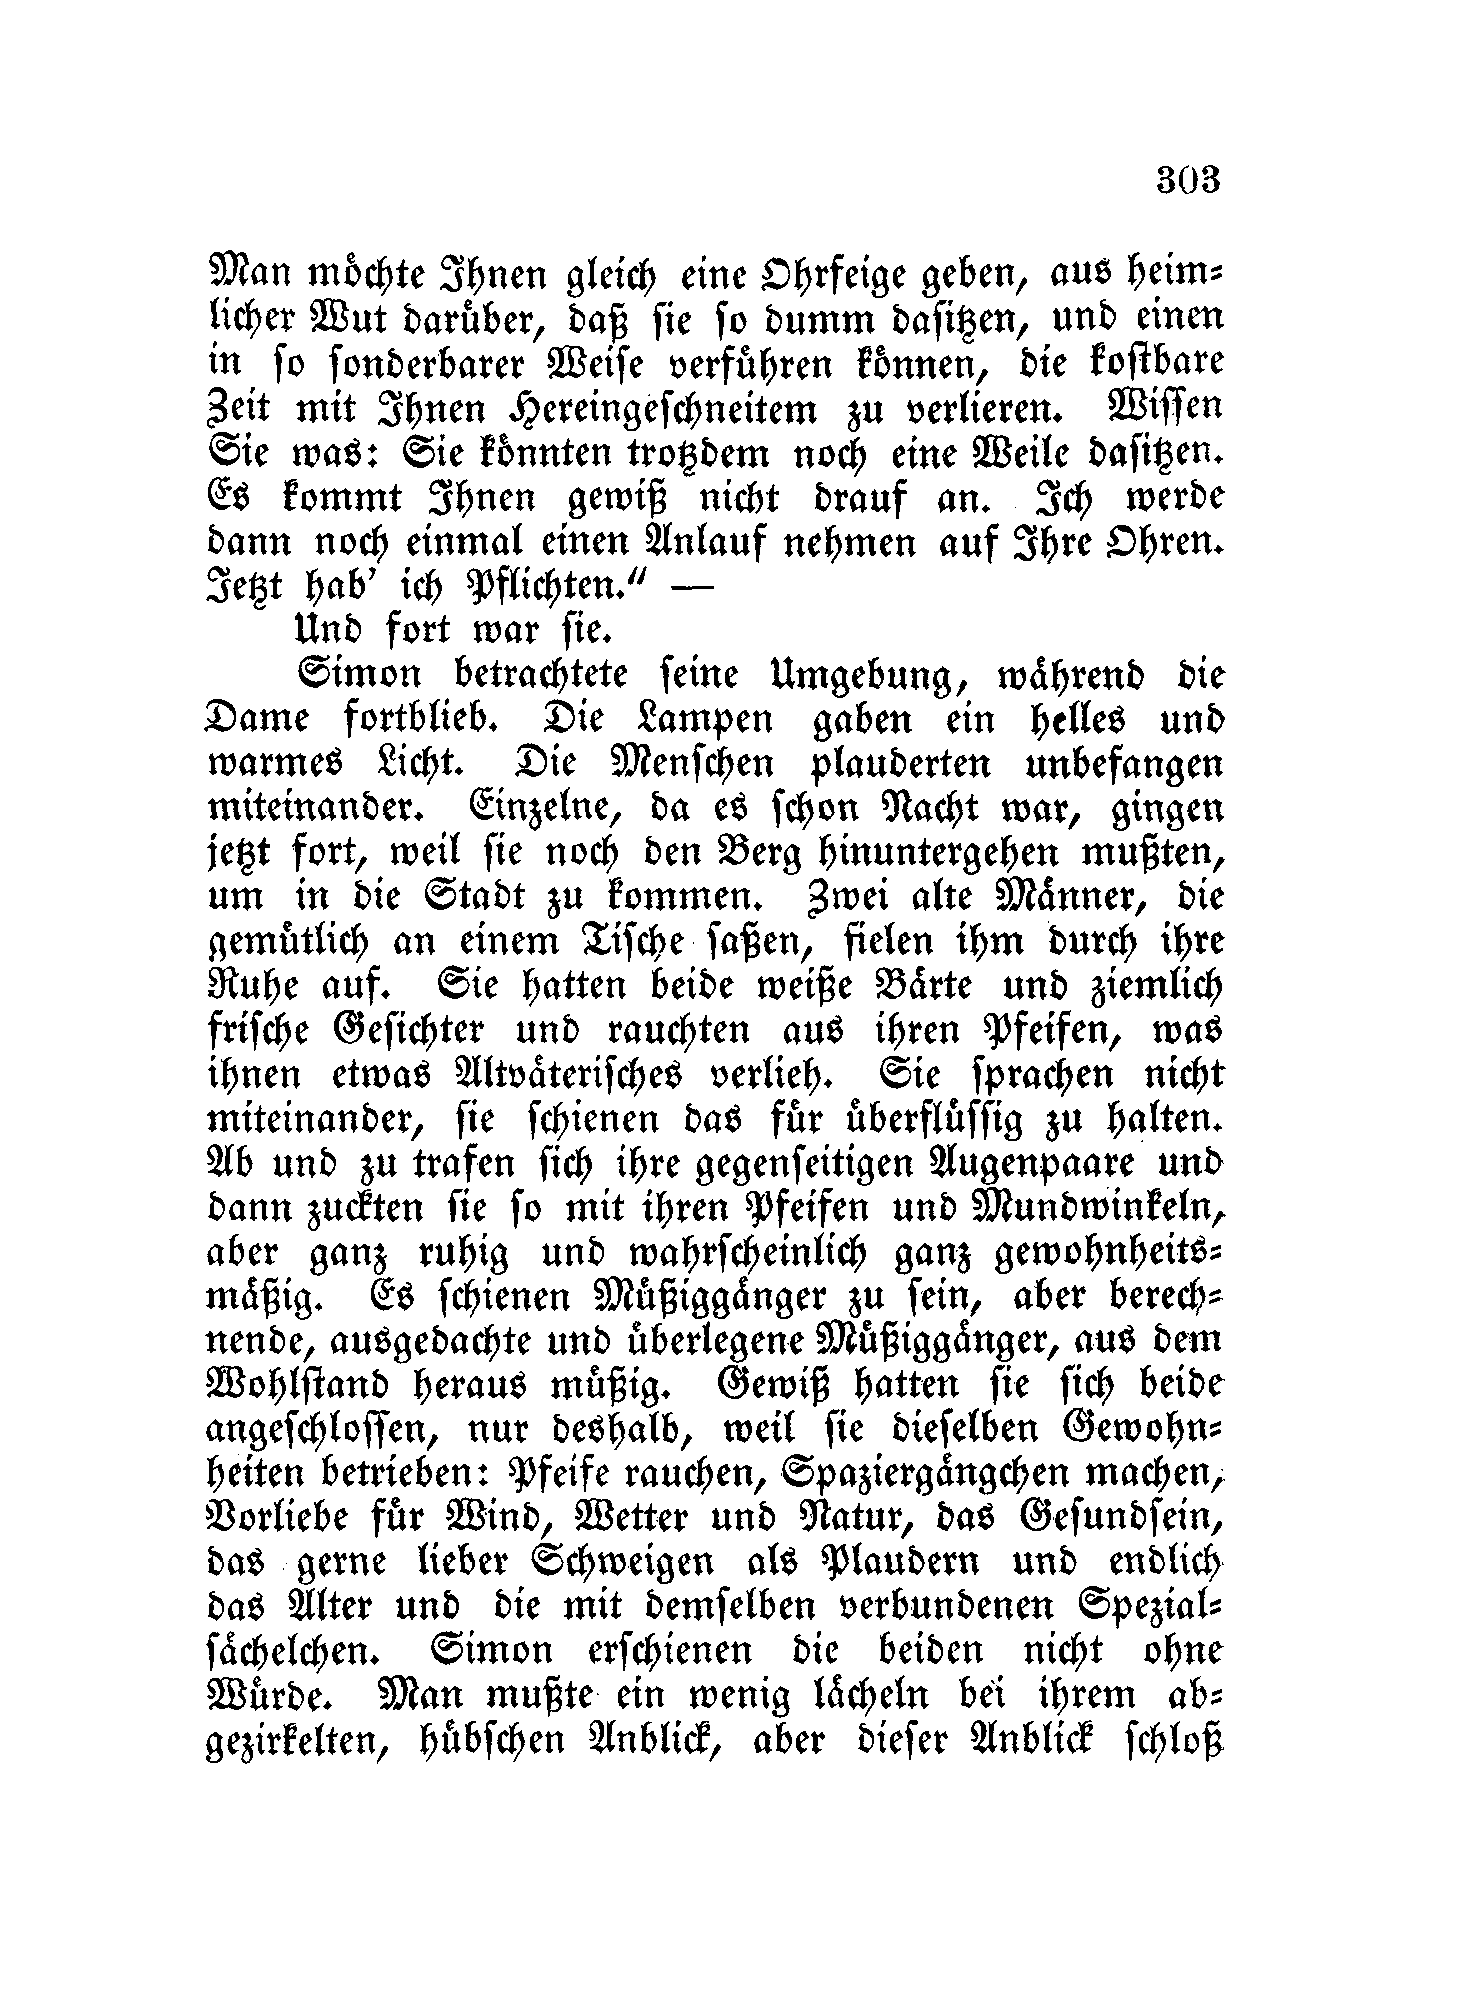 303
Man möchte Ihnen gleich eine Ohrfeige geben, aus heim-
licher Wut darüber, daß sie so dumm dasitzen, und einen
in so sonderbarer Weise verführen können, die kostbare
Zeit mit Ihnen Hereingeschneitem zu verlieren. Wissen
Sie was: Sie könnten trotzdem noch eine Weile dasitzen.
Es kommt Ihnen gewiß nicht drauf an. Ich werde
dann noch einmal einen Anlauf nehmen auf Ihre Ohren.
Jetzt hab’ ich Pflichten.“ —
Und fort war sie.
Simon betrachtete seine Umgebung, während die
Dame fortblieb. Die Lampen gaben ein helles und
warmes Licht. Die Menschen plauderten unbefangen
miteinander. Einzelne, da es schon Nacht war, gingen
jetzt fort, weil sie noch den Berg hinuntergehen mußten,
um in die Stadt zu kommen. Zwei alte Männer, die
gemütlich an einem Tische saßen, fielen ihm durch ihre
Ruhe auf. Sie hatten beide weiße Bärte und ziemlich
frische Gesichter und rauchten aus ihren Pfeifen, was
ihnen etwas Altväterisches verlieh. Sie sprachen nicht
miteinander, sie schienen das für überflüssig zu halten.
Ab und zu trafen sich ihre gegenseitigen Augenpaare und
dann zuckten sie so mit ihren Pfeifen und Mundwinkeln,
aber ganz ruhig und wahrscheinlich ganz gewohnheits-
mäßig. Es schienen Müßiggänger zu sein, aber berech-
nende, ausgedachte und überlegene Müßiggänger, aus dem
Wohlstand heraus müßig. Gewiß hatten sie sich beide
angeschlossen, nur deshalb, weil sie dieselben Gewohn-
heiten betrieben: Pfeife rauchen, Spaziergängchen machen,
Vorliebe für Wind, Wetter und Natur, das Gesundsein,
das gerne lieber Schweigen als Plaudern und endlich
das Alter und die mit demselben verbundenen Spezial-
sächelchen. Simon erschienen die beiden nicht ohne
Würde. Man mußte ein wenig lächeln bei ihrem ab-
gezirkelten, hübschen Anblick, aber dieser Anblick schloß